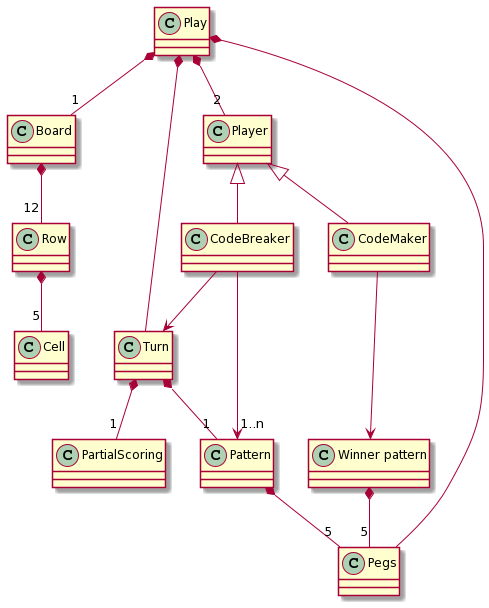 C Play
1
2
C Board
C Player
12
C Row
C CodeBreaker
C CodeMaker
5
C Cell
C Turn
1
1
1..n
C PartialScoring
C Pattern
C Winner pattern
5
5
C Pegs